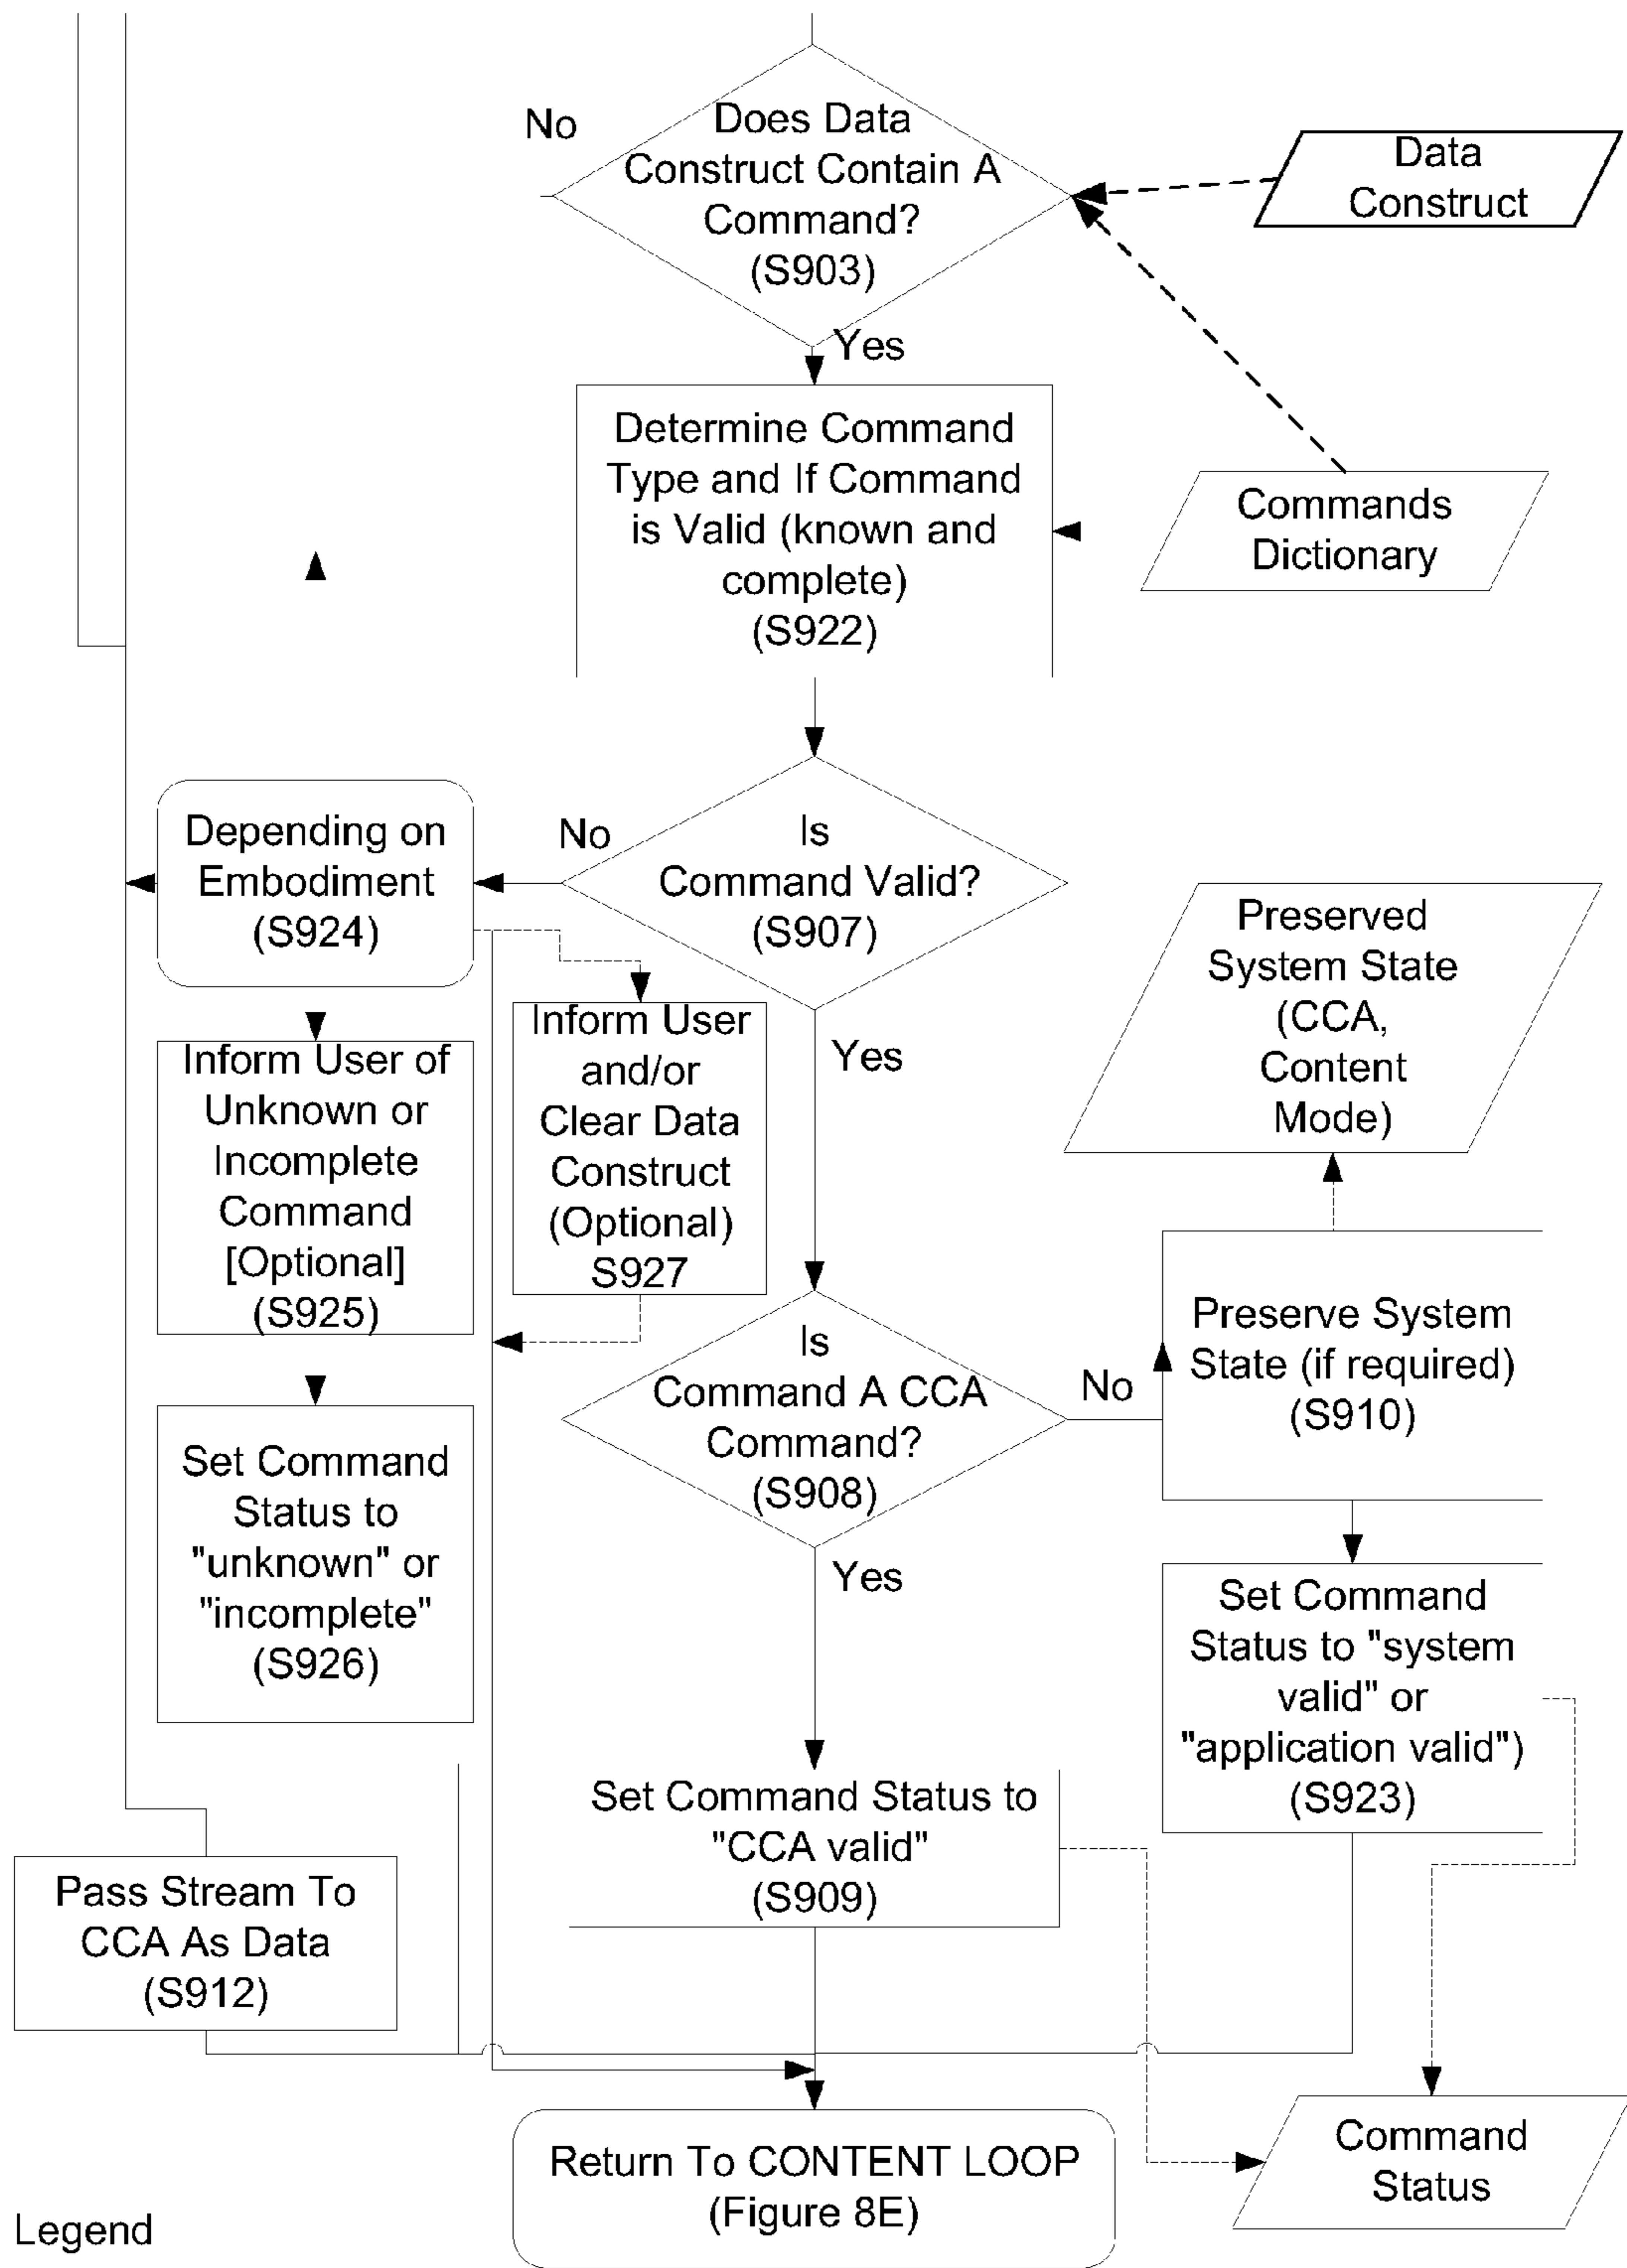 No
Does Data
Construct Contain A
Command?
(S903)
Data
Construct
Yes
Determine Command
Type and If Command
is Valid (known and
complete)
(S922)
Commands
Dictionary
Depending on
Embodiment
(S924)
No
Is
Command Valid?
(S907)
Preserved
System State
(CCA,
Content
Mode)
Inform User of
Unknown or
Incomplete
Command
[Optional]
(S925)
Inform User
and/or
Clear Data
Construct
(Optional)
S927
Yes
Is
Command A CCA
Command?
(S908)
No
Preserve System
State (if required)
(S910)
Set Command
Status to
"unknown" or
"incomplete"
(S926)
Yes
Set Command
Status to "system
valid" or
"application valid")
(S923)
Set Command Status to
"CCA valid"
(S909)
Pass Stream To
CCA As Data
(S912)
Return To CONTENT LOOP
(Figure 8E)
Command
Status
Legend